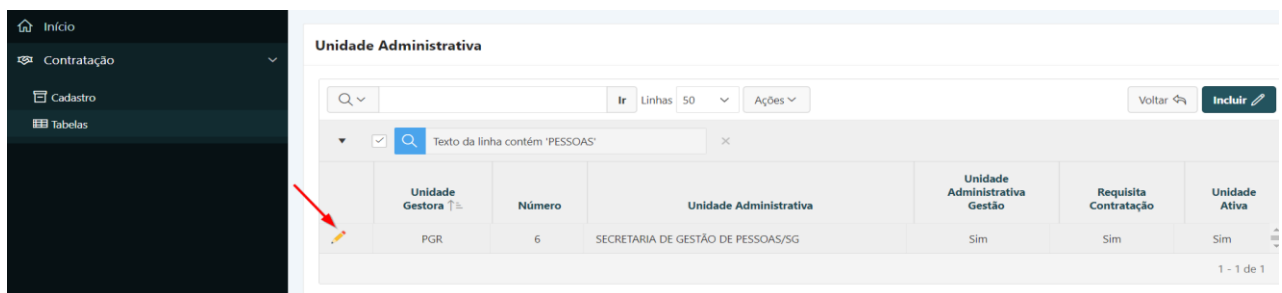 Início
Contratação
Cadastro
Tabelas
Unidade Administrativa
Ir Linhas 50 Ações
Voltar Incluir
Texto da linha contém 'PESSOAS'
Unidade Gestora Número Unidade Administrativa Unidade Administrativa Gestão Requisita Contratação Unidade Ativa
PGR 6 SECRETARIA DE GESTÃO DE PESSOAS/SG Sim Sim Sim
1 - 1 de 1